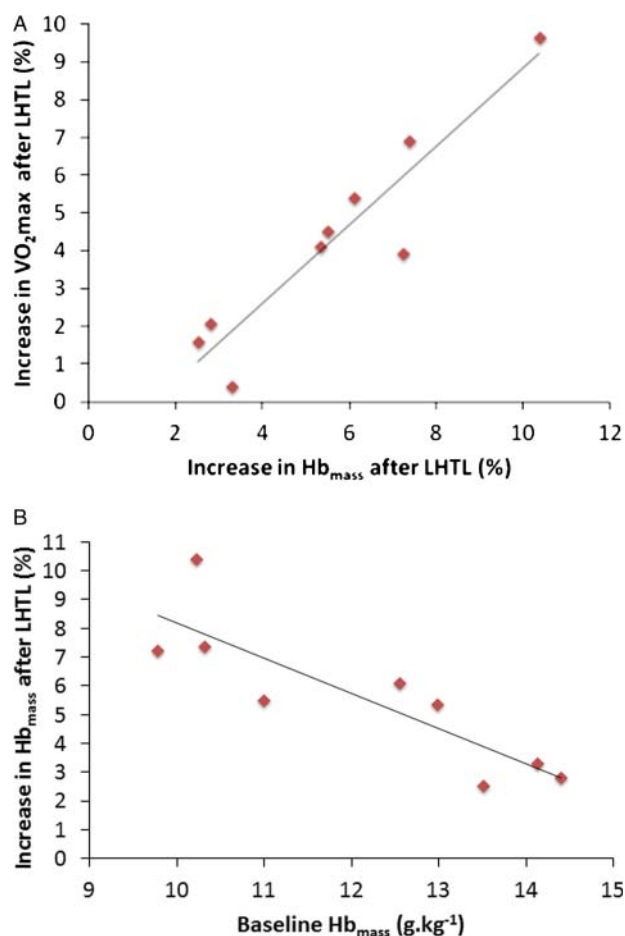 A
Increase in VO₂max after LHTL (%)
10
9
8
7
6
5
4
3
2
1
0
0 2 4 6 8 10 12
Increase in Hbmass after LHTL (%)
B
Increase in Hbmass after LHTL (%)
11
10
9
8
7
6
5
4
3
2
1
0
9 10 11 12 13 14 15
Baseline Hbmass (g.kg⁻¹)